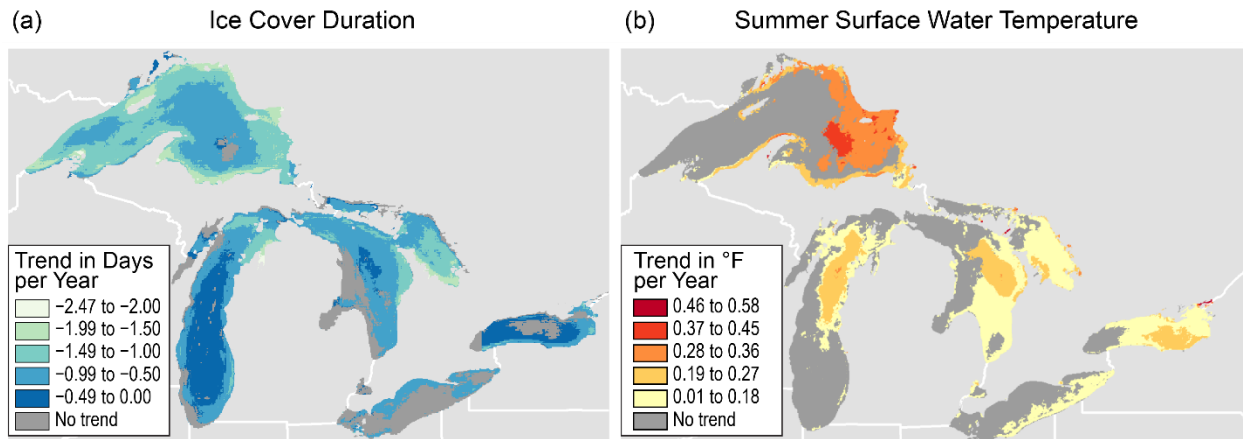 (a) Ice Cover Duration
Trend in Days
per Year
−2.47 to −2.00
−1.99 to −1.50
−1.49 to −1.00
−0.99 to −0.50
−0.49 to 0.00
No trend
(b) Summer Surface Water Temperature
Trend in °F
per Year
0.46 to 0.58
0.37 to 0.45
0.28 to 0.36
0.19 to 0.27
0.01 to 0.18
No trend